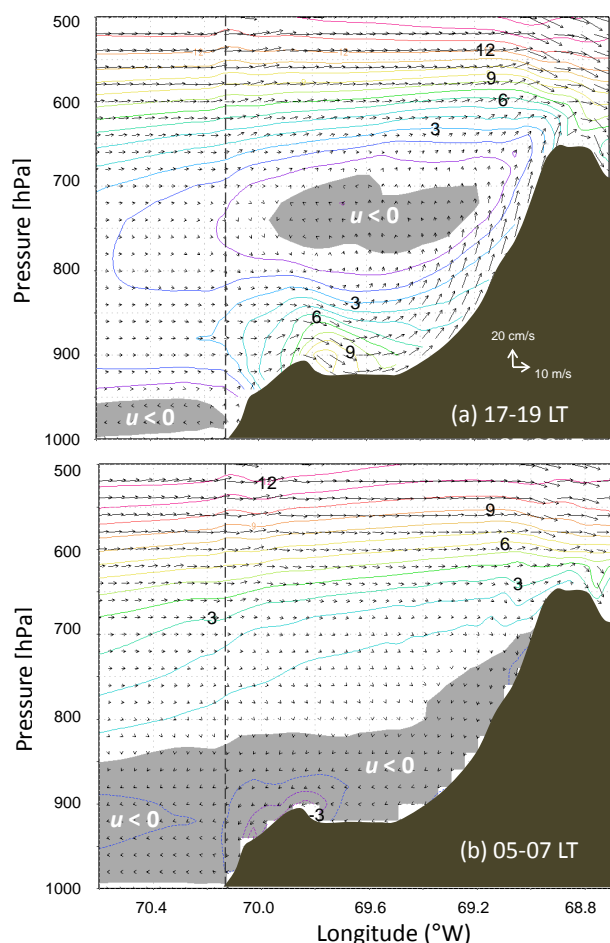 500
600
700
800
900
1000
Pressure [hPa]
12
9
6
3
u < 0
3
6
9
u < 0
20 cm/s
10 m/s
(a) 17-19 LT
500
600
700
800
900
1000
Pressure [hPa]
12
9
9
6
3
3
u < 0
u < 0
-3
(b) 05-07 LT
70.4
70.0
69.6
69.2
68.8
Longitude (°W)